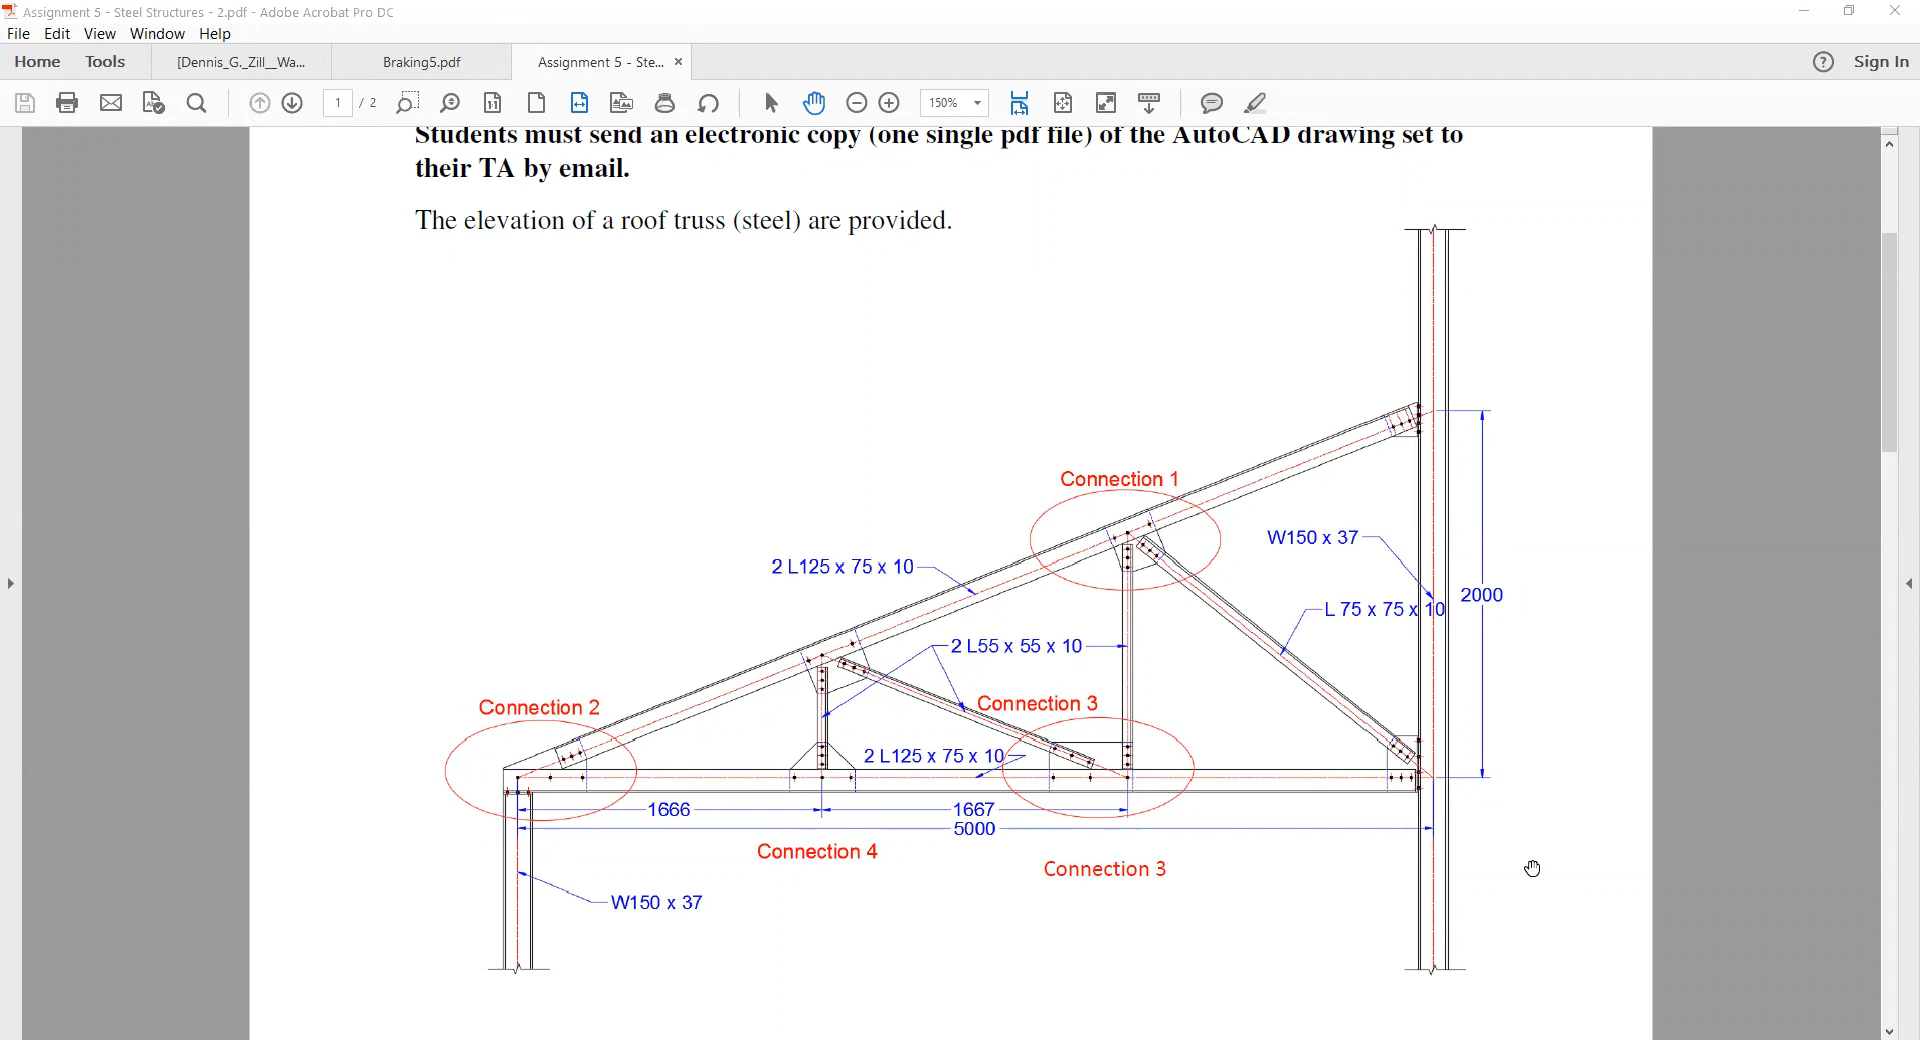 Assignment 5 - Steel Structures - 2.pdf - Adobe Acrobat Pro DC
File Edit View Window Help
Home Tools [Dennis_G._Zill__Wa... Braking5.pdf Assignment 5 - Ste... × Sign In
1 / 2 150%
Students must send an electronic copy (one single pdf file) of the AutoCAD drawing set to
their TA by email.
The elevation of a roof truss (steel) are provided.
Connection 1
W150 x 37
2 L125 x 75 x 10
2000
L 75 x 75 x 10
2 L55 x 55 x 10
Connection 3
Connection 2
2 L125 x 75 x 10
1666
1667
5000
Connection 4
Connection 3
W150 x 37